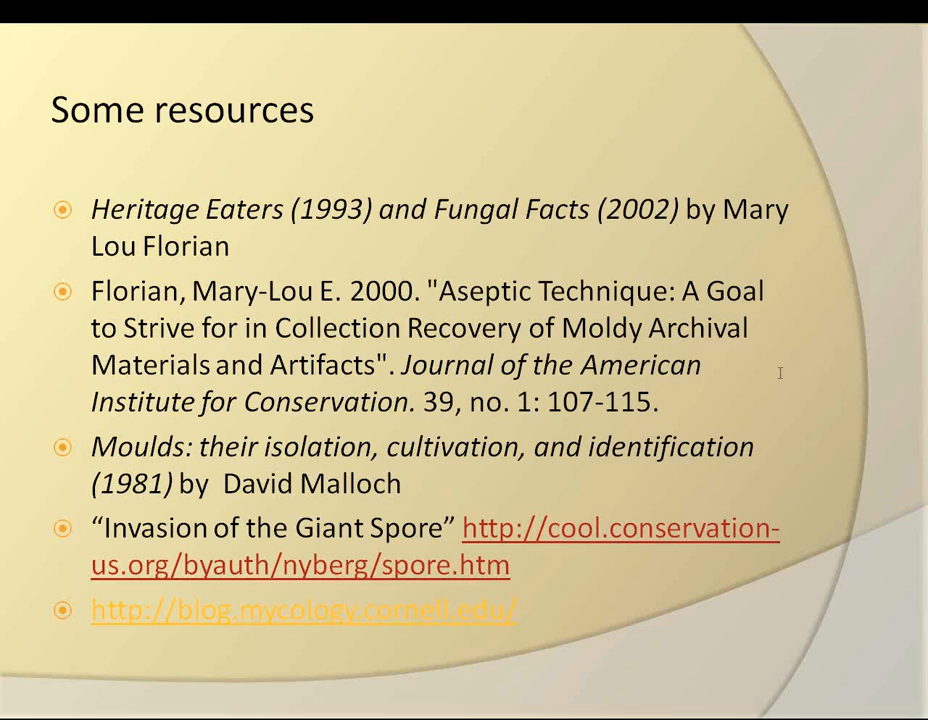 Some resources
Heritage Eaters (1993) and Fungal Facts (2002) by Mary
Lou Florian
Florian, Mary-Lou E. 2000. "Aseptic Technique: A Goal
to Strive for in Collection Recovery of Moldy Archival
Materials and Artifacts". Journal of the American
Institute for Conservation. 39, no. 1: 107-115.
Moulds: their isolation, cultivation, and identification
(1981) by  David Malloch
“Invasion of the Giant Spore” http://cool.conservation-
us.org/byauth/nyberg/spore.htm
http://blog.mycology.cornell.edu/